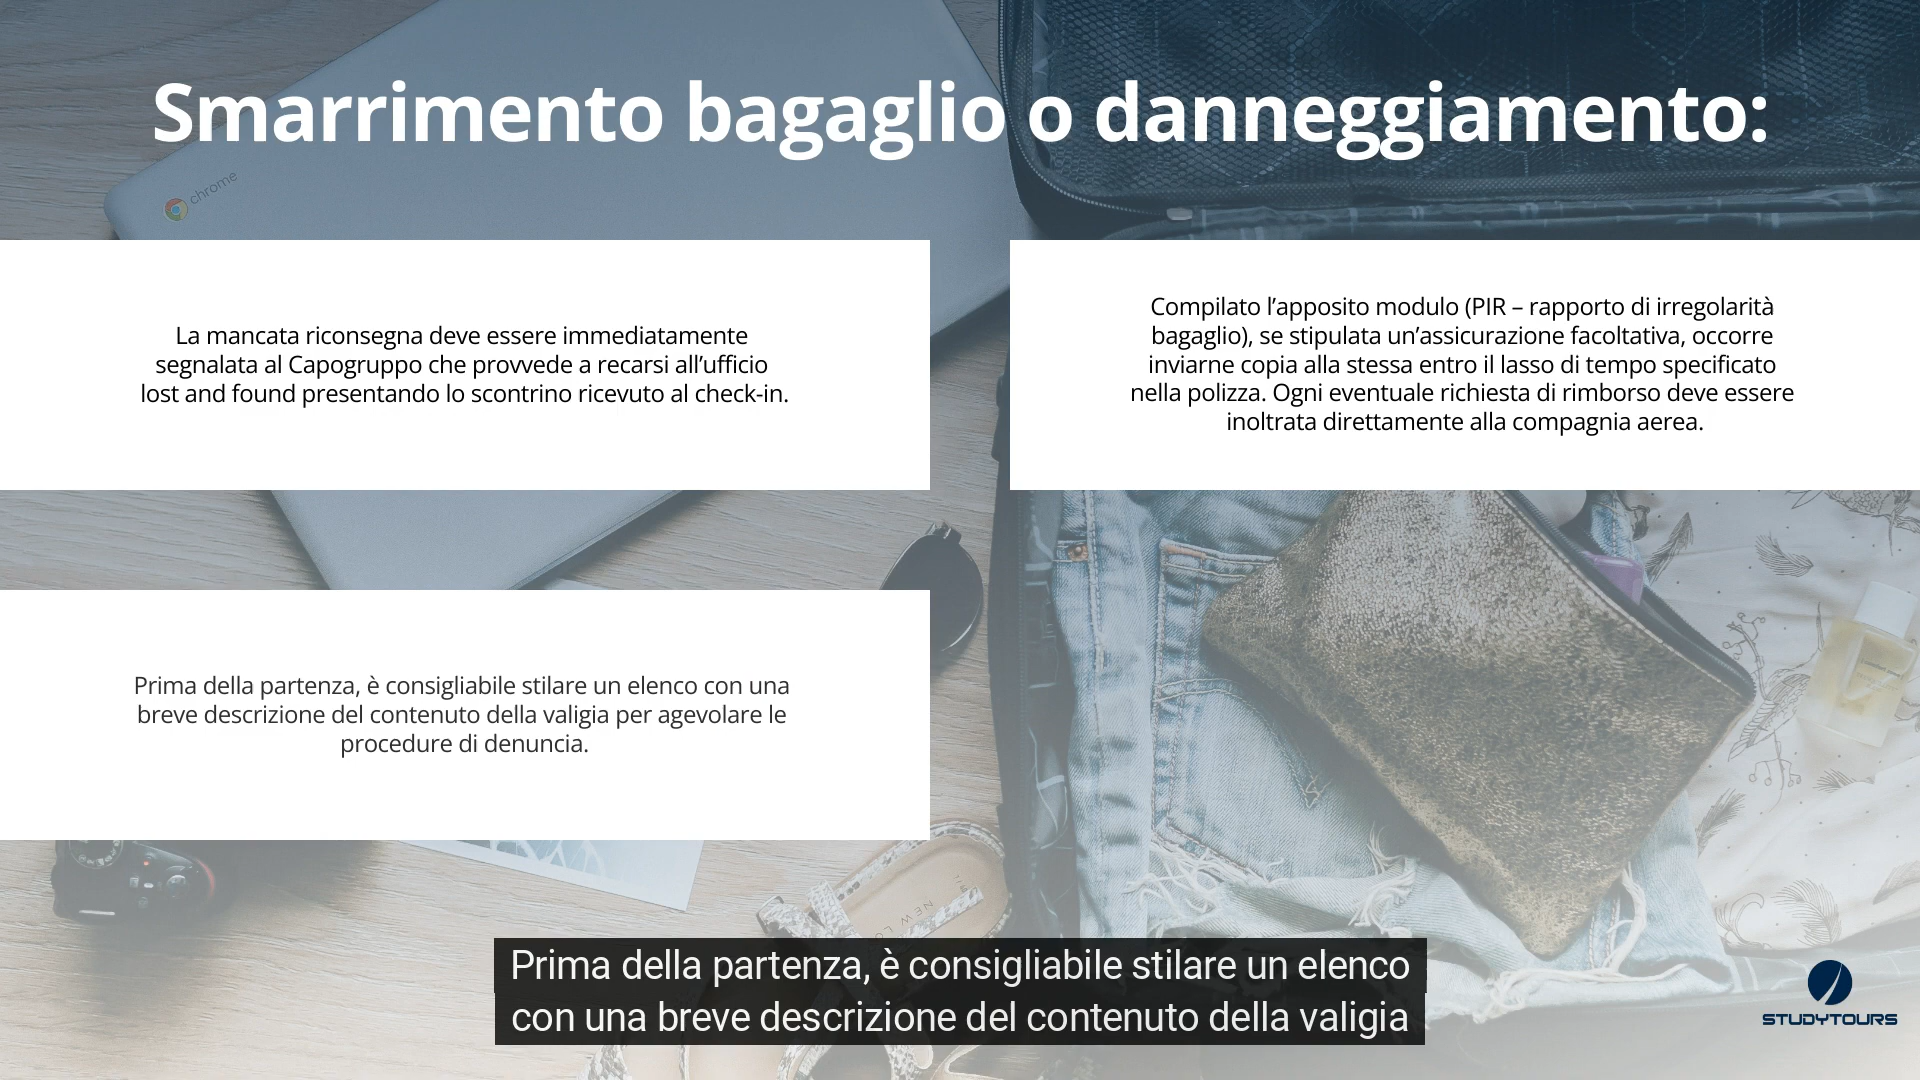 Smarrimento bagaglio o danneggiamento:
chrome
La mancata riconsegna deve essere immediatamente
segnalata al Capogruppo che provvede a recarsi all’ufficio
lost and found presentando lo scontrino ricevuto al check-in.
Compilato l’apposito modulo (PIR – rapporto di irregolarità
bagaglio), se stipulata un’assicurazione facoltativa, occorre
inviarne copia alla stessa entro il lasso di tempo specificato
nella polizza. Ogni eventuale richiesta di rimborso deve essere
inoltrata direttamente alla compagnia aerea.
Prima della partenza, è consigliabile stilare un elenco con una
breve descrizione del contenuto della valigia per agevolare le
procedure di denuncia.
NEW
Prima della partenza, è consigliabile stilare un elenco
con una breve descrizione del contenuto della valigia
STUDYTOURS